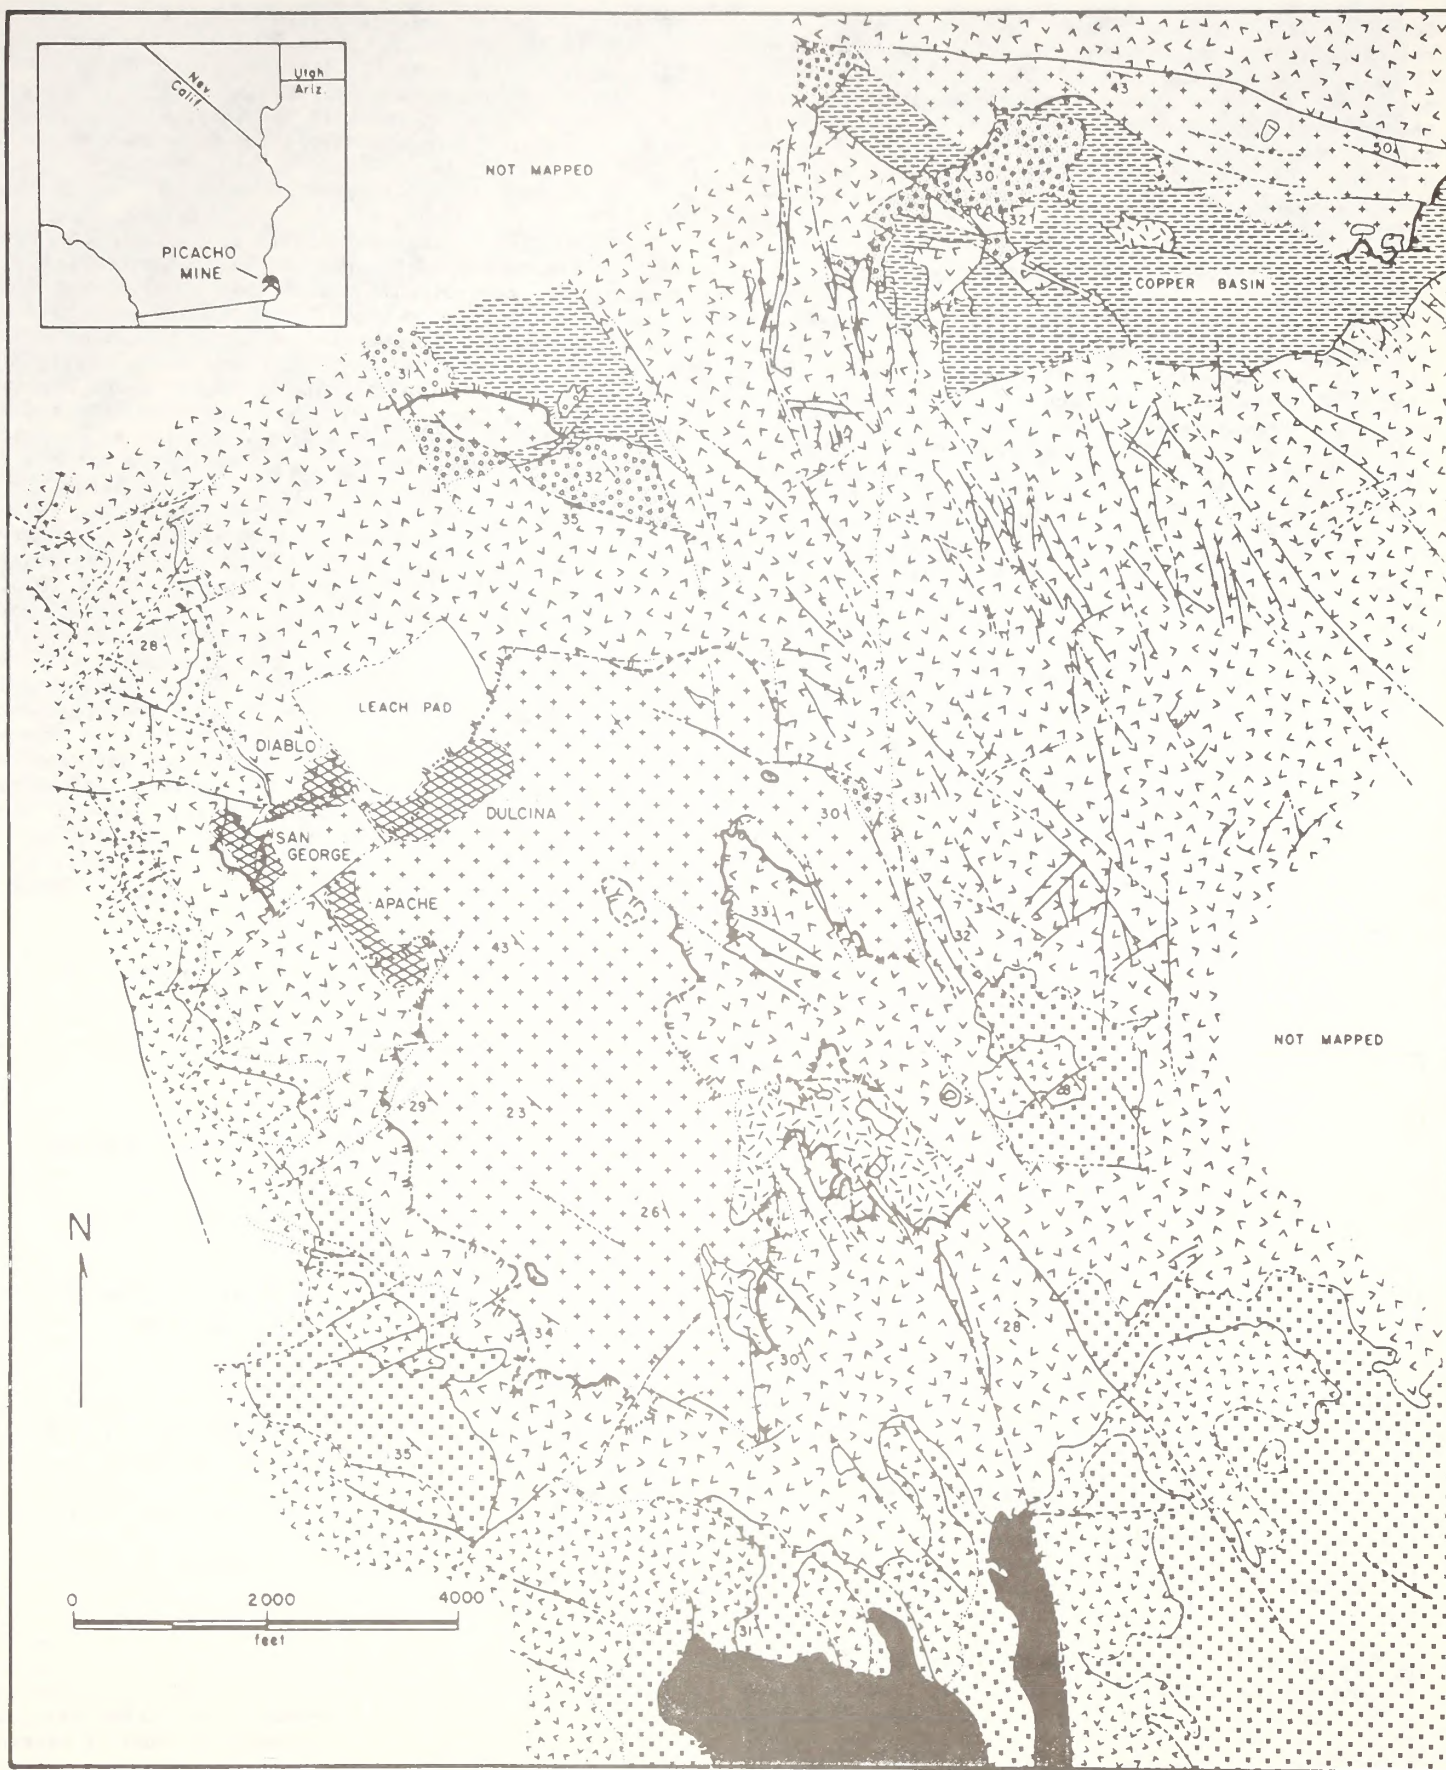 Utah
Nev.
Ariz.
Calif.
PICACHO
MINE
NOT MAPPED
43
50
30
32
COPPER BASIN
31
32
35
28
LEACH PAD
DIABLO
DULCINA
SAN
GEORGE
31
30
APACHE
33
32
43
NOT MAPPED
28
29
23
26
N
34
28
30
35
0 2000 4000
feet
31